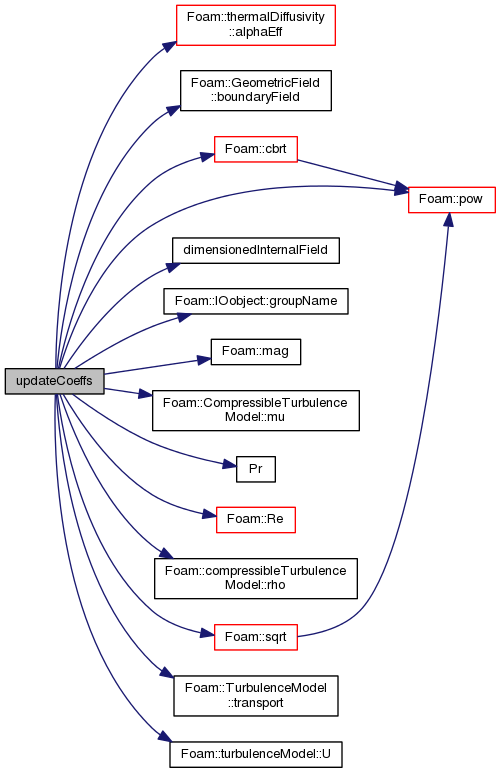 Foam::thermalDiffusivity
::alphaEff
Foam::GeometricField
::boundaryField
Foam::cbrt
Foam::pow
dimensionedInternalField
Foam::IOobject::groupName
Foam::mag
updateCoeffs
Foam::CompressibleTurbulence
Model::mu
Pr
Foam::Re
Foam::compressibleTurbulence
Model::rho
Foam::sqrt
Foam::TurbulenceModel
::transport
Foam::turbulenceModel::U